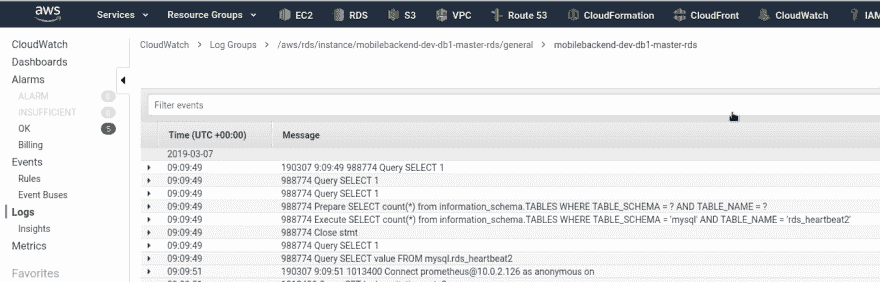 aws Services Resource Groups EC2 RDS S3 VPC Route 53 CloudFormation CloudFront CloudWatch IAM
CloudWatch
Dashboards
Alarms
ALARM 0
INSUFFICIENT 0
OK 5
Billing
Events
Rules
Event Buses
Logs
Insights
Metrics
Favorites
CloudWatch > Log Groups > /aws/rds/instance/mobilebackend-dev-db1-master-rds/general > mobilebackend-dev-db1-master-rds
Filter events
Time (UTC +00:00) Message
2019-03-07
09:09:49 190307 9:09:49 988774 Query SELECT 1
09:09:49 988774 Query SELECT 1
09:09:49 988774 Query SELECT 1
09:09:49 988774 Prepare SELECT count(*) from information_schema.TABLES WHERE TABLE_SCHEMA = ? AND TABLE_NAME = ?
09:09:49 988774 Execute SELECT count(*) from information_schema.TABLES WHERE TABLE_SCHEMA = 'mysql' AND TABLE_NAME = 'rds_heartbeat2'
09:09:49 988774 Close stmt
09:09:49 988774 Query SELECT 1
09:09:49 988774 Query SELECT value FROM mysql.rds_heartbeat2
09:09:51 190307 9:09:51 1013400 Connect prometheus@10.0.2.126 as anonymous on